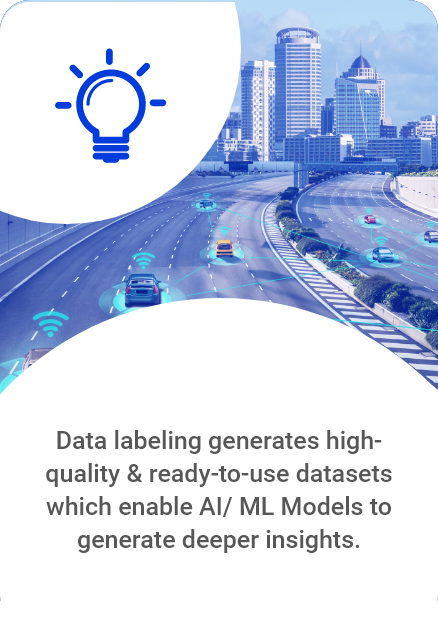 Data labeling generates high-
quality & ready-to-use datasets
which enable AI/ ML Models to
generate deeper insights.